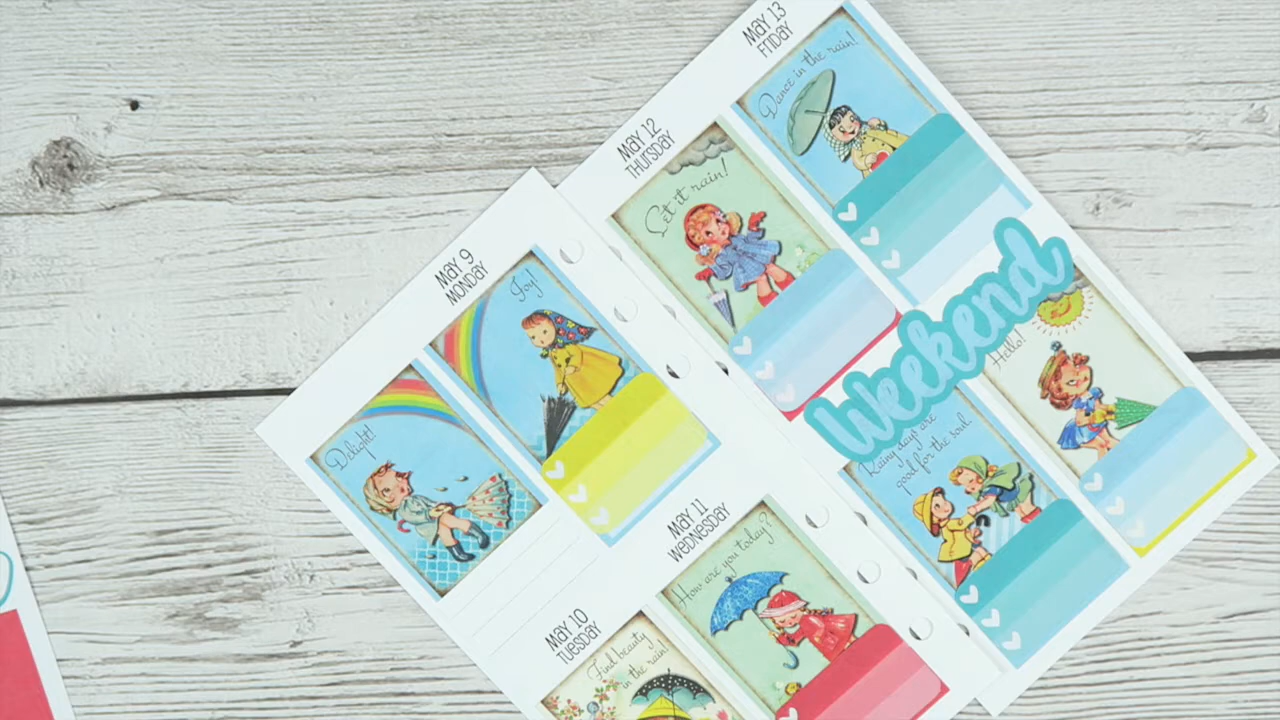 MAY 9
MONDAY
Delight!
Joy!
MAY 10
TUESDAY
Find beauty
in the rain!
MAY 11
WEDNESDAY
How are you today?
MAY 12
THURSDAY
Let it rain!
MAY 13
FRIDAY
Dance in the rain!
Weekend
Rainy days are
good for the soul
Hello!